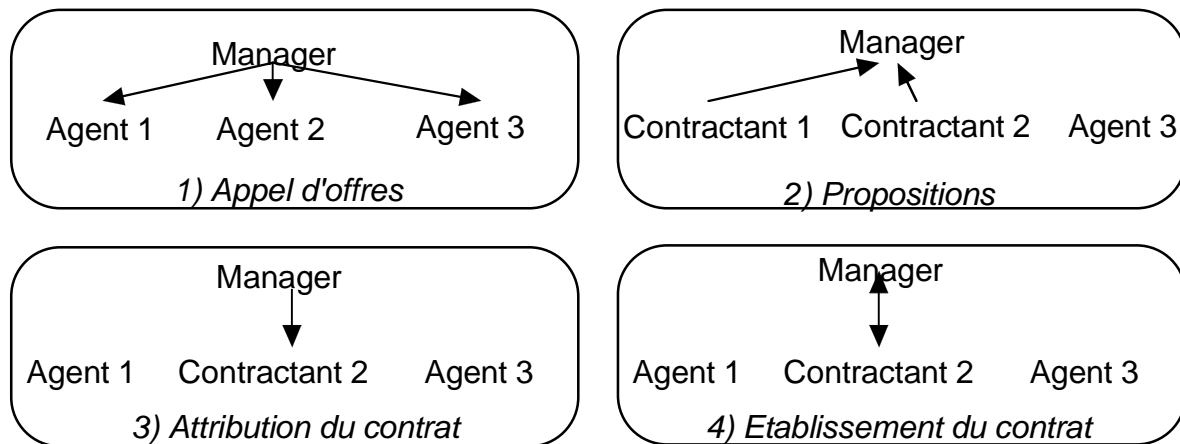 Manager
Agent 1 Agent 2 Agent 3
1) Appel d'offres
Manager
Contractant 1 Contractant 2 Agent 3
2) Propositions
Manager
Agent 1 Contractant 2 Agent 3
3) Attribution du contrat
Manager
Agent 1 Contractant 2 Agent 3
4) Etablissement du contrat